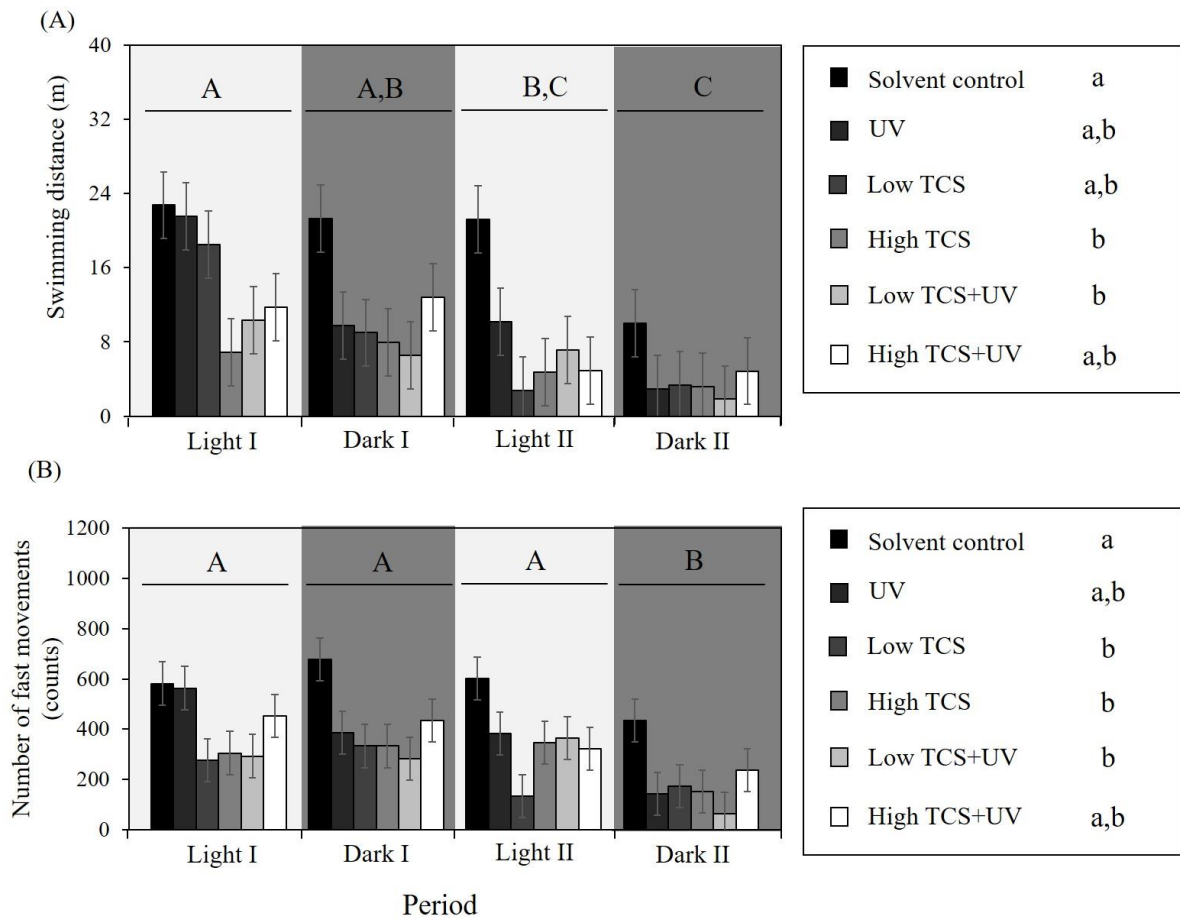 (A)
Swimming distance (m)
40
32
24
16
8
0
A
A,B
B,C
C
Light I
Dark I
Light II
Dark II
Solvent control a
UV a,b
Low TCS a,b
High TCS b
Low TCS+UV b
High TCS+UV a,b
(B)
Number of fast movements
(counts)
1200
1000
800
600
400
200
0
A
A
A
B
Light I
Dark I
Light II
Dark II
Period
Solvent control a
UV a,b
Low TCS b
High TCS b
Low TCS+UV b
High TCS+UV a,b